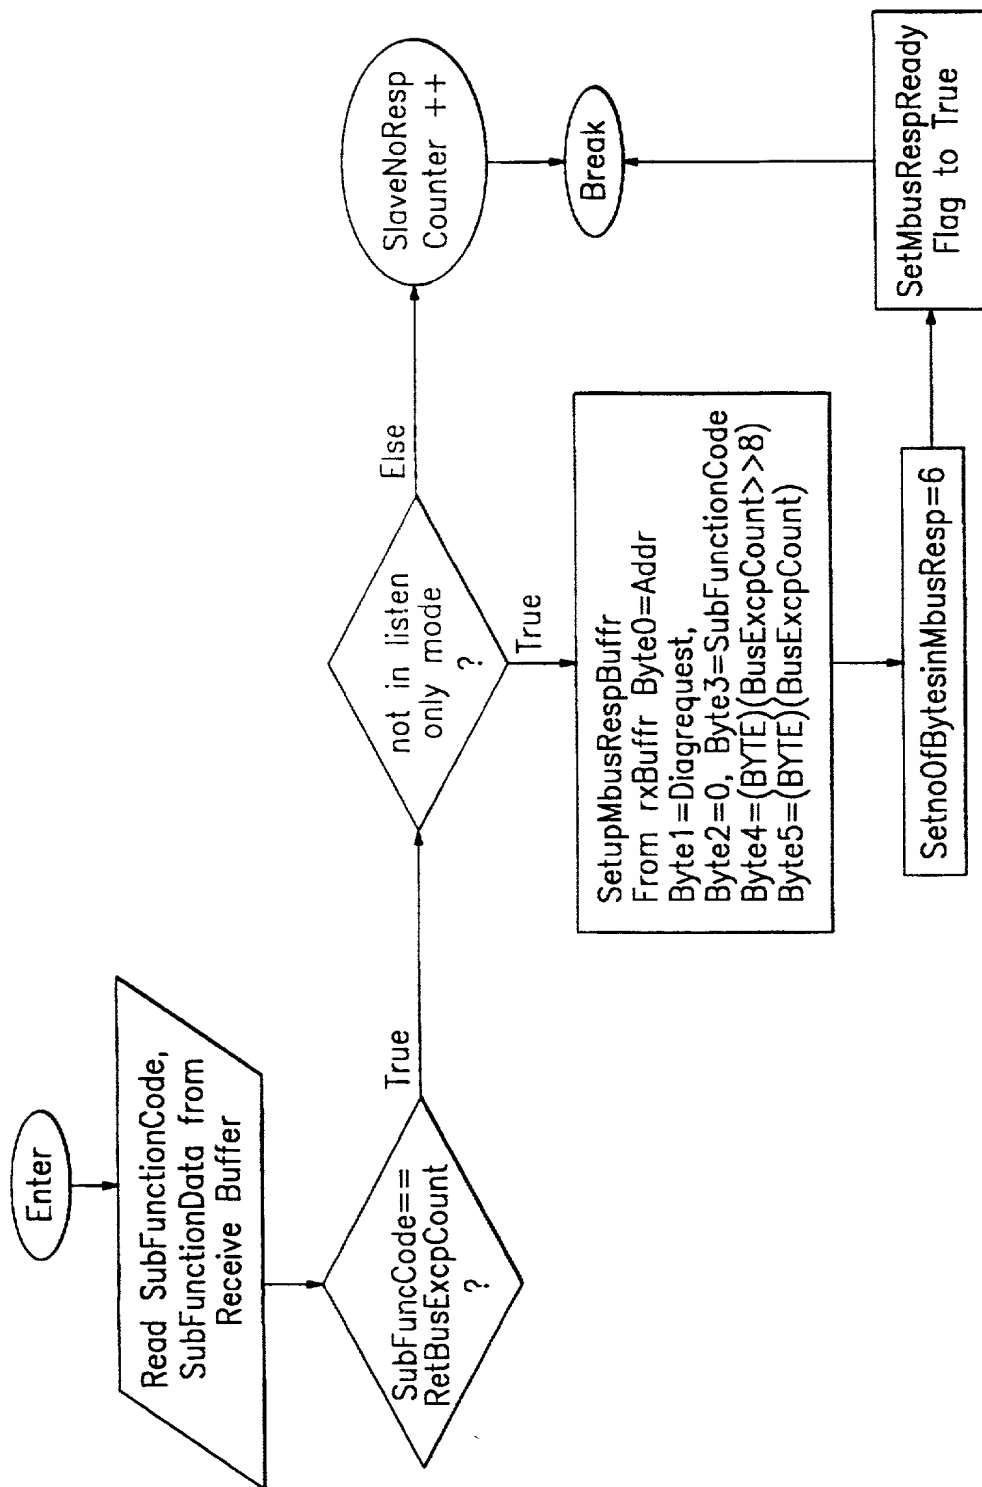 Enter
Read SubFunctionCode,
SubFunctionData from
Receive Buffer
SubFuncCode==
RetBusExcpCount
?
True
not in listen
only mode
?
Else
SlaveNoResp
Counter ++
Break
True
SetupMbusRespBuffr
From rxBuffr Byte0=Addr
Byte1=Diagrequest,
Byte2=0, Byte3=SubFunctionCode
Byte4=(BYTE)(BusExcpCount>>8)
Byte5=(BYTE)(BusExcpCount)
SetnoOfBytesinMbusResp=6
SetMbusRespReady
Flag to True